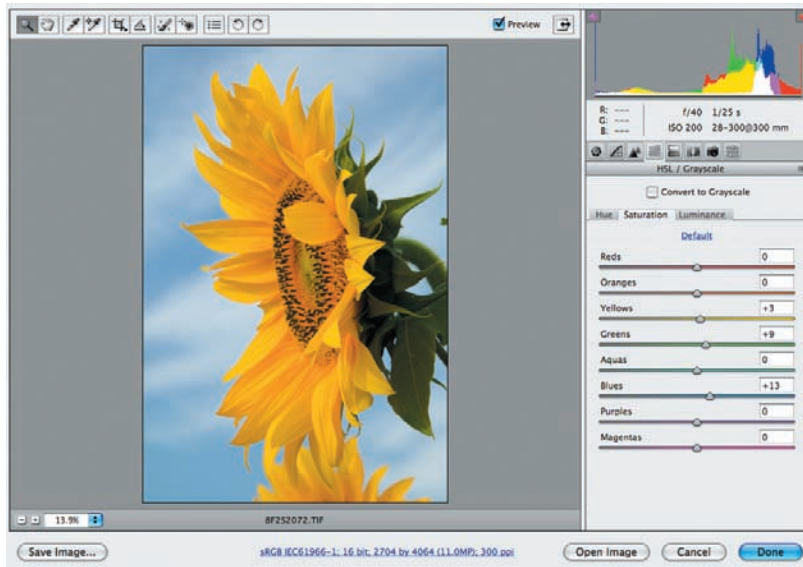 Preview
R: ---
G: ---
B: ---
f/40 1/25 s
ISO 200 28-300@300 mm
HSL / Grayscale
Convert to Grayscale
Hue Saturation Luminance
Default
Reds 0
Oranges 0
Yellows +3
Greens +9
Aquas 0
Blues +13
Purples 0
Magentas 0
13.9% 8F2S2072.TIF
Save Image... sRGB IEC61966-1; 16 bit; 2704 by 4064 (11.0MP); 300 ppi Open Image Cancel Done